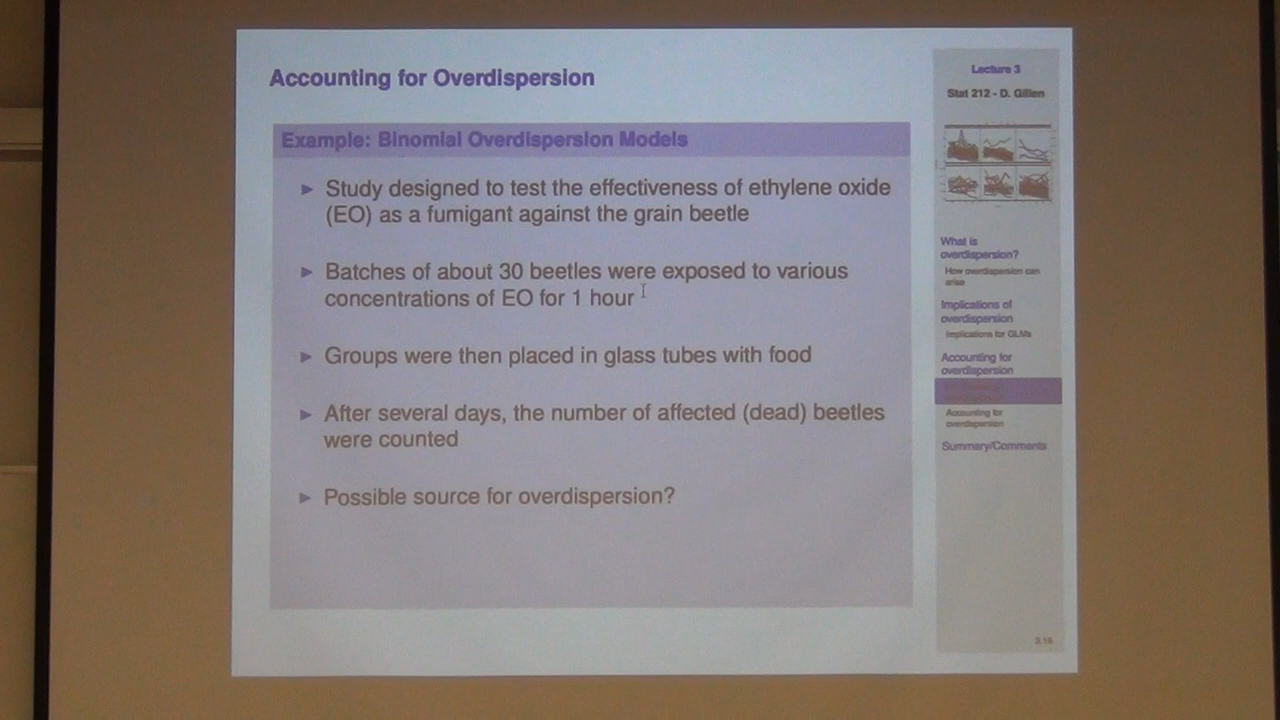 Accounting for Overdispersion
Example: Binomial Overdispersion Models
Study designed to test the effectiveness of ethylene oxide
(EO) as a fumigant against the grain beetle
Batches of about 30 beetles were exposed to various
concentrations of EO for 1 hour
Groups were then placed in glass tubes with food
After several days, the number of affected (dead) beetles
were counted
Possible source for overdispersion?
Lecture 3
Stat 212 - D. Gillen
What is
overdispersion?
How overdispersion can
arise
Implications of
overdispersion
Implications for GLMs
Accounting for
overdispersion
Accounting for
overdispersion
Summary/Comments